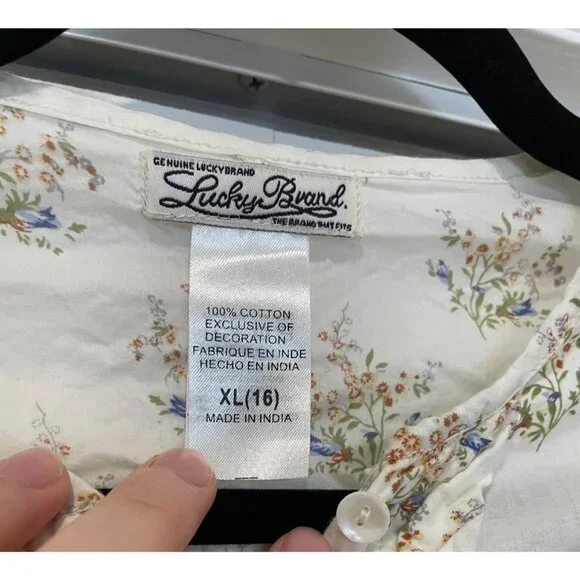 GENUINE LUCKYBRAND
Lucky Brand.
THE BRAND THAT FITS
100% COTTON
EXCLUSIVE OF
DECORATION
FABRIQUE EN INDE
HECHO EN INDIA
XL(16)
MADE IN INDIA